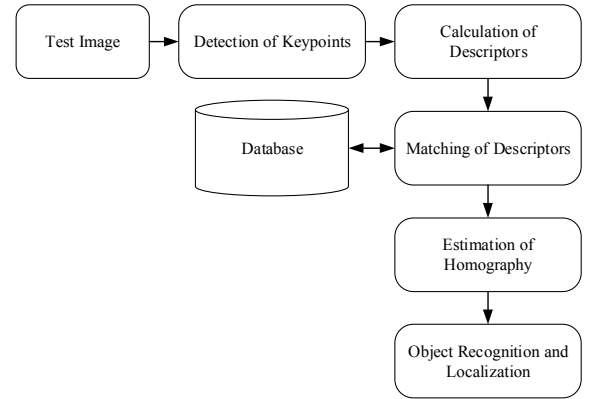 Test Image
Detection of Keypoints
Calculation of
Descriptors
Database
Matching of Descriptors
Estimation of
Homography
Object Recognition and
Localization